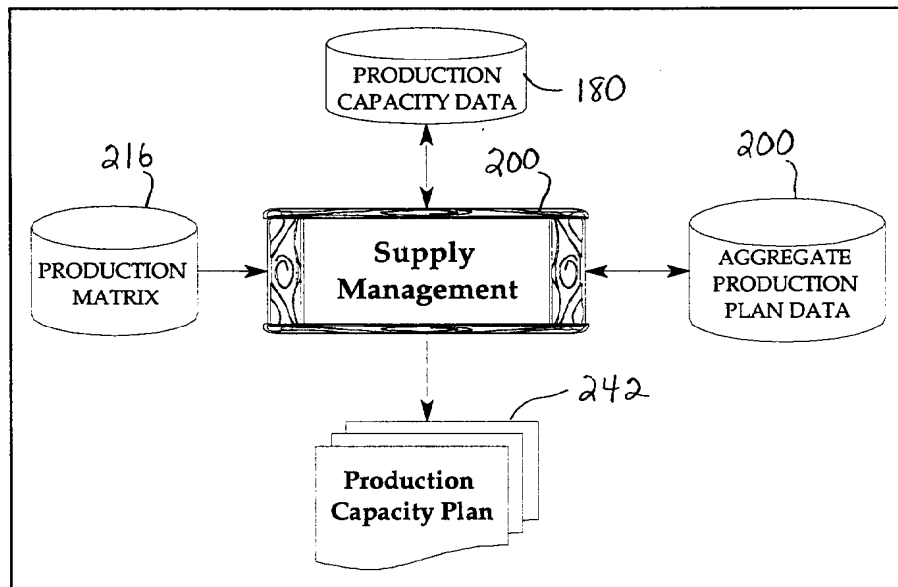 PRODUCTION
CAPACITY DATA
180
216
200
200
PRODUCTION
MATRIX
Supply
Management
AGGREGATE
PRODUCTION
PLAN DATA
242
Production
Capacity Plan